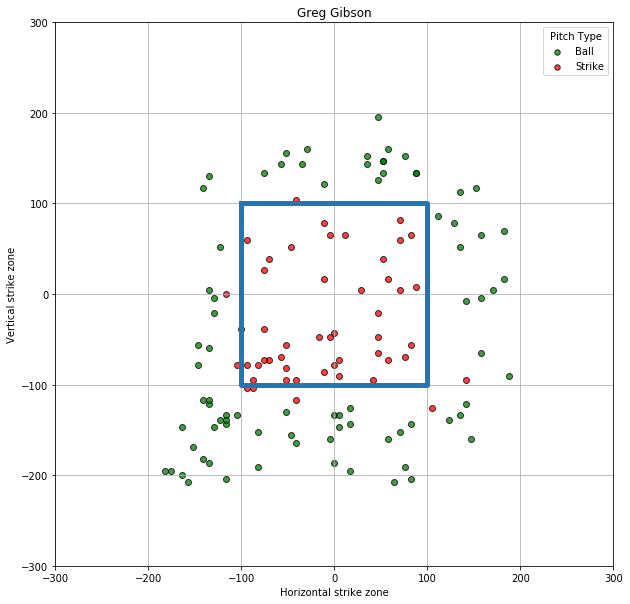 Greg Gibson
Pitch Type
Ball
Strike
300
200
100
0
−100
−200
−300
Vertical strike zone
−300 −200 −100 0 100 200 300
Horizontal strike zone